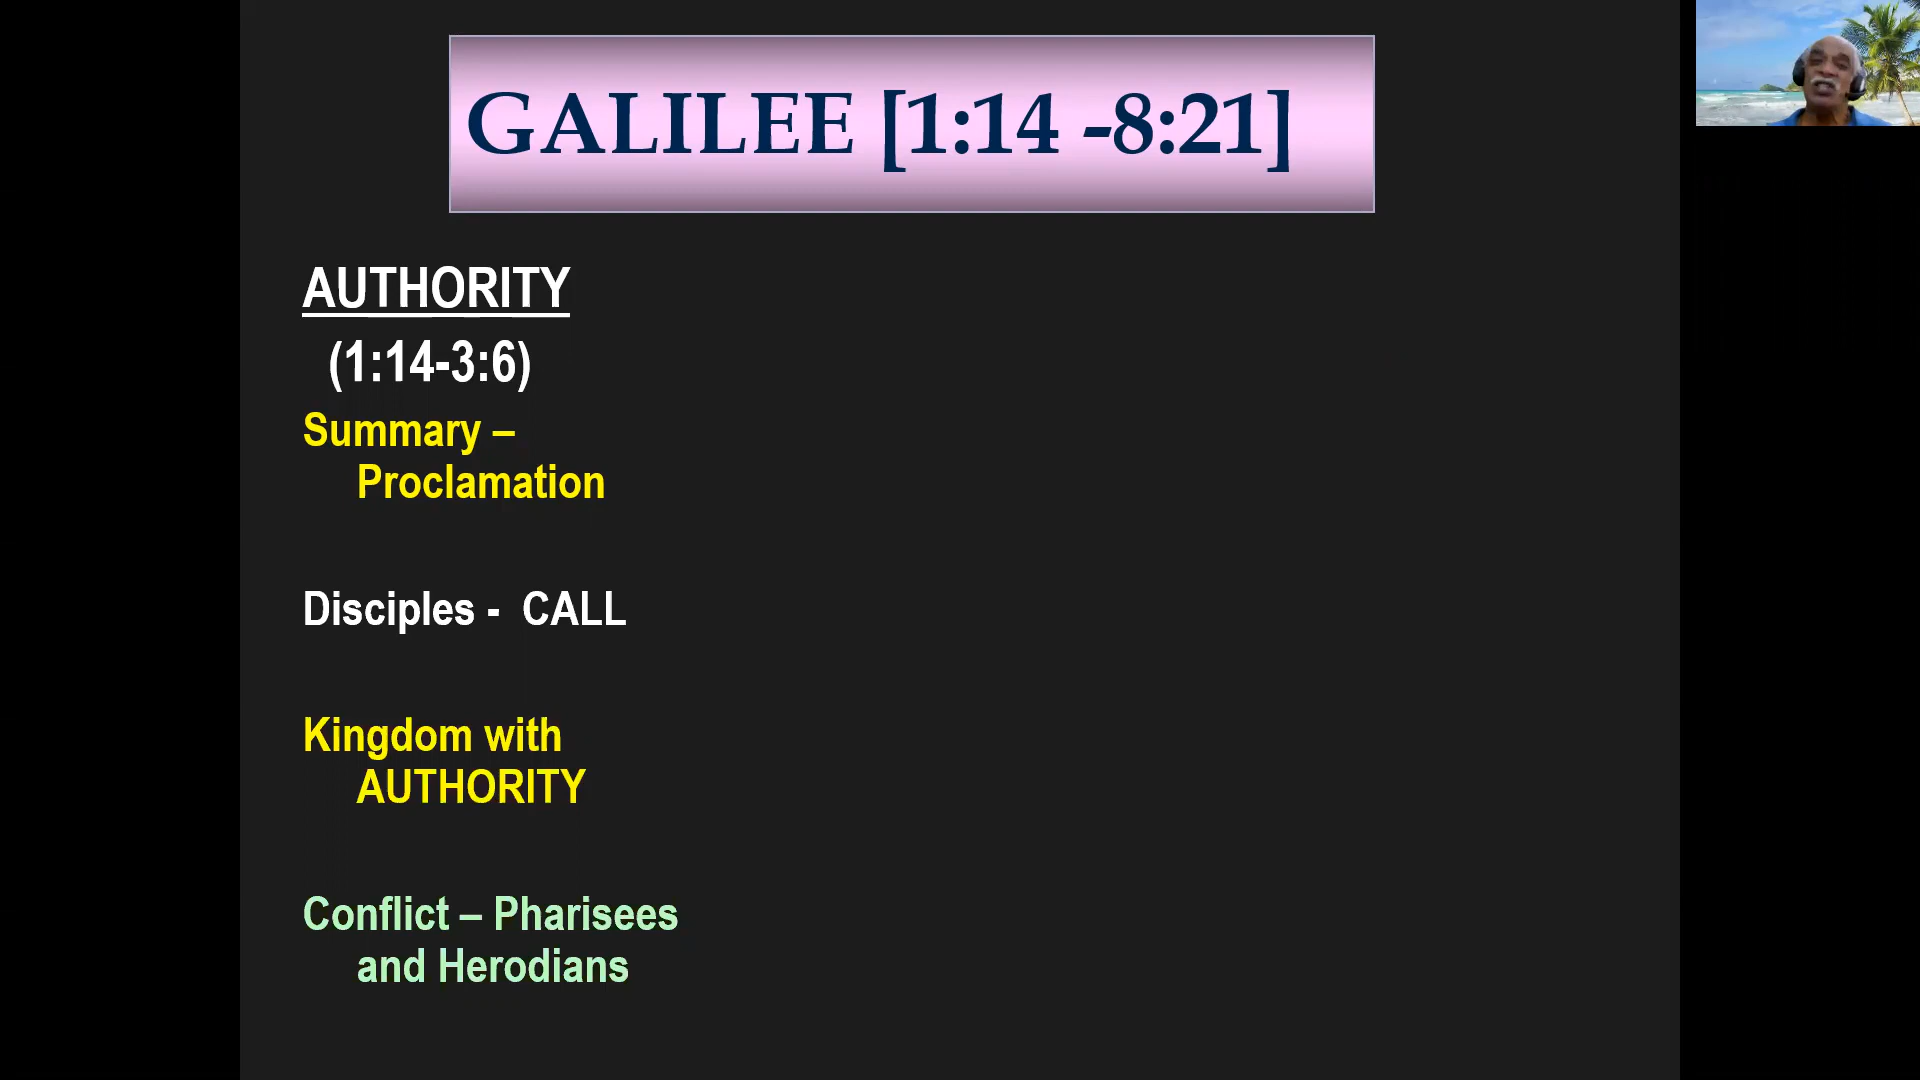 GALILEE [1:14 -8:21]
AUTHORITY
(1:14-3:6)
Summary –
Proclamation
Disciples - CALL
Kingdom with
AUTHORITY
Conflict – Pharisees
and Herodians